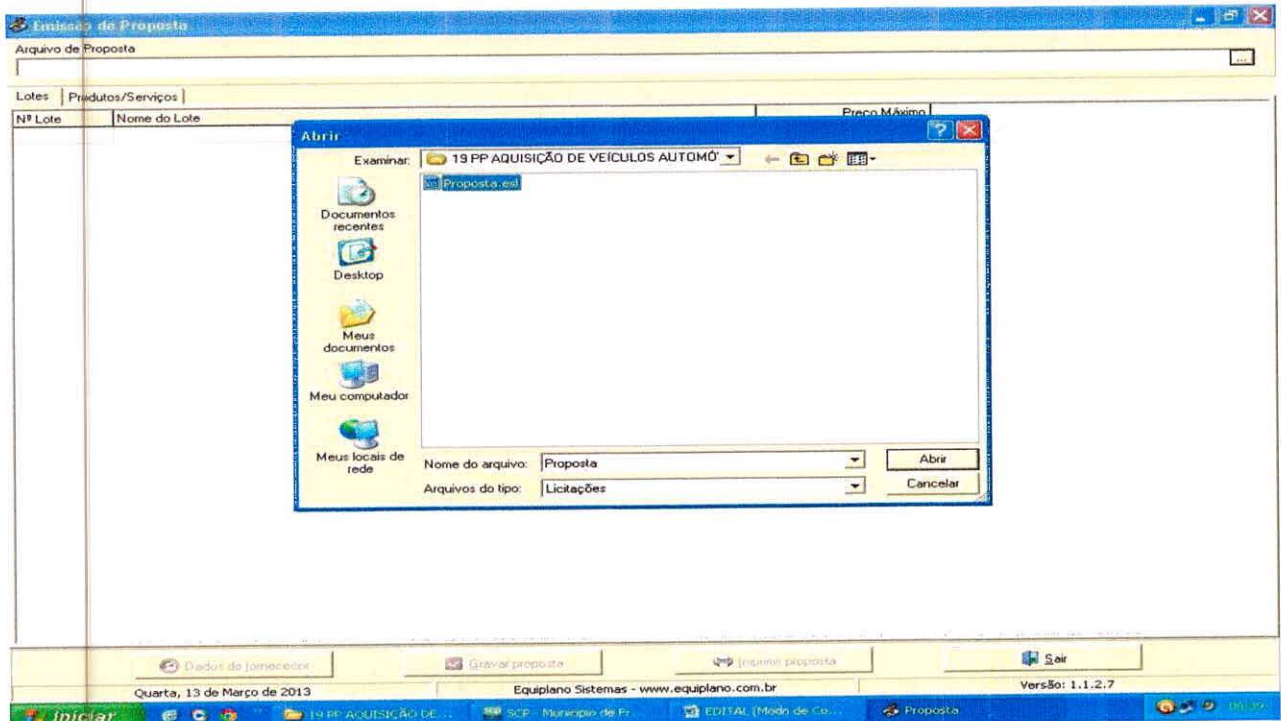 Emissão de Proposta
Arquivo de Proposta
...
Lotes Produtos/Serviços
Nº Lote Nome do Lote Preço Máximo
Abrir
Examinar: 19 PP AQUISIÇÃO DE VEÍCULOS AUTOMÓ
Proposta.esl
Documentos
recentes
Desktop
Meus
documentos
Meu computador
Meus locais de
rede
Nome do arquivo: Proposta Abrir
Arquivos do tipo: Licitações Cancelar
Dados do fornecedor Gravar proposta Imprimir proposta Sair
Quarta, 13 de Março de 2013 Equiplano Sistemas - www.equiplano.com.br Versão: 1.1.2.7
Iniciar 19 PP AQUISIÇÃO DE... SCP - Município de Fr... EDITAL [Modo de Co... Proposta